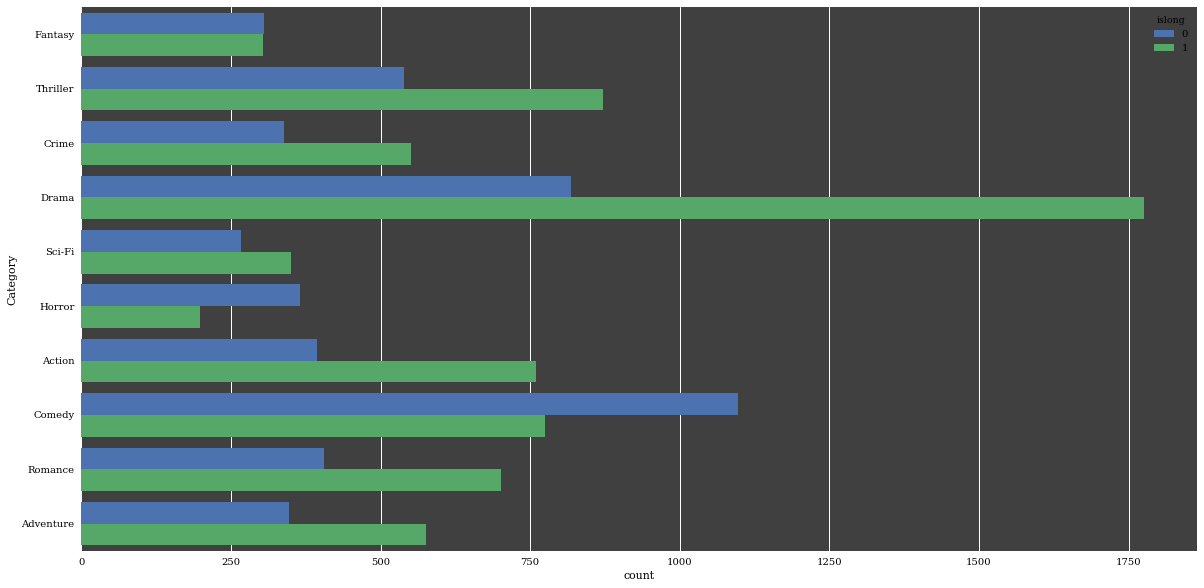 islong
0
1
Category
Fantasy
Thriller
Crime
Drama
Sci-Fi
Horror
Action
Comedy
Romance
Adventure
0 250 500 750 1000 1250 1500 1750
count